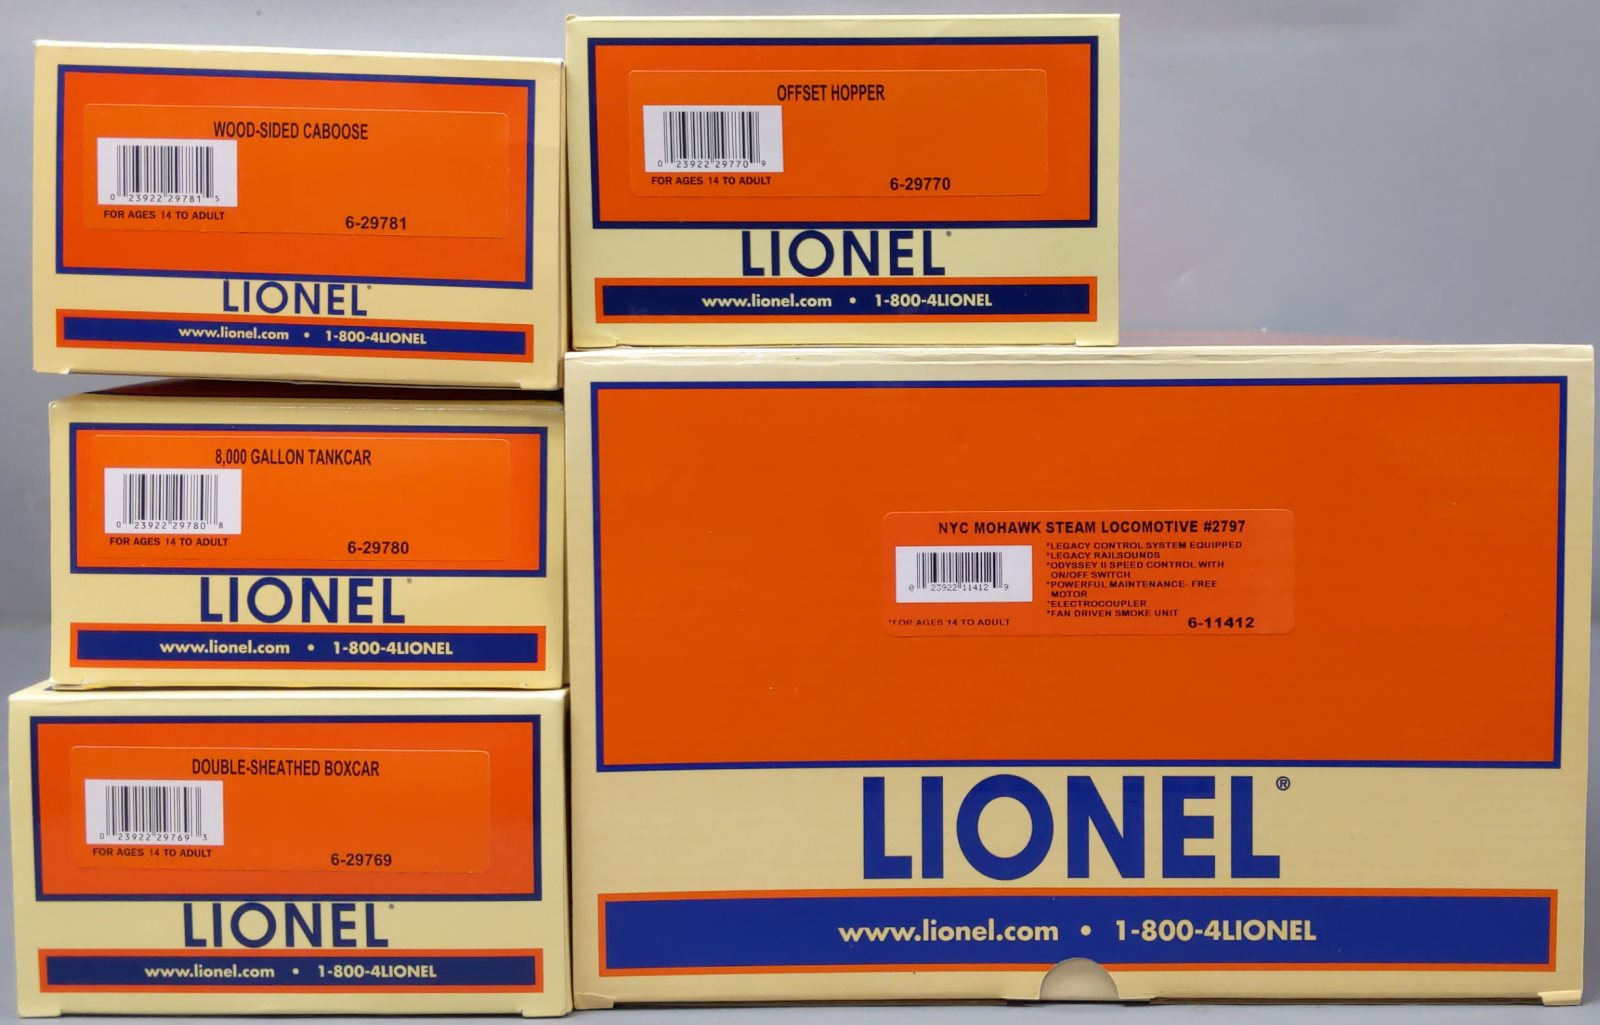 WOOD-SIDED CABOOSE
0 23922 29781 5
FOR AGES 14 TO ADULT
6-29781
LIONEL®
www.lionel.com • 1-800-4LIONEL
OFFSET HOPPER
0 23922 29770 9
FOR AGES 14 TO ADULT
6-29770
LIONEL®
www.lionel.com • 1-800-4LIONEL
8,000 GALLON TANKCAR
0 23922 29780 8
FOR AGES 14 TO ADULT
6-29780
LIONEL®
www.lionel.com • 1-800-4LIONEL
DOUBLE-SHEATHED BOXCAR
0 23922 29769 3
FOR AGES 14 TO ADULT
6-29769
LIONEL®
www.lionel.com • 1-800-4LIONEL
NYC MOHAWK STEAM LOCOMOTIVE #2797
*LEGACY CONTROL SYSTEM EQUIPPED
*LEGACY RAILSOUNDS
*ODYSSEY II SPEED CONTROL WITH
ON/OFF SWITCH
*POWERFUL MAINTENANCE- FREE
MOTOR
*ELECTROCOUPLER
*FAN DRIVEN SMOKE UNIT
0 23922 11412 9
*FOR AGES 14 TO ADULT
6-11412
LIONEL®
www.lionel.com • 1-800-4LIONEL